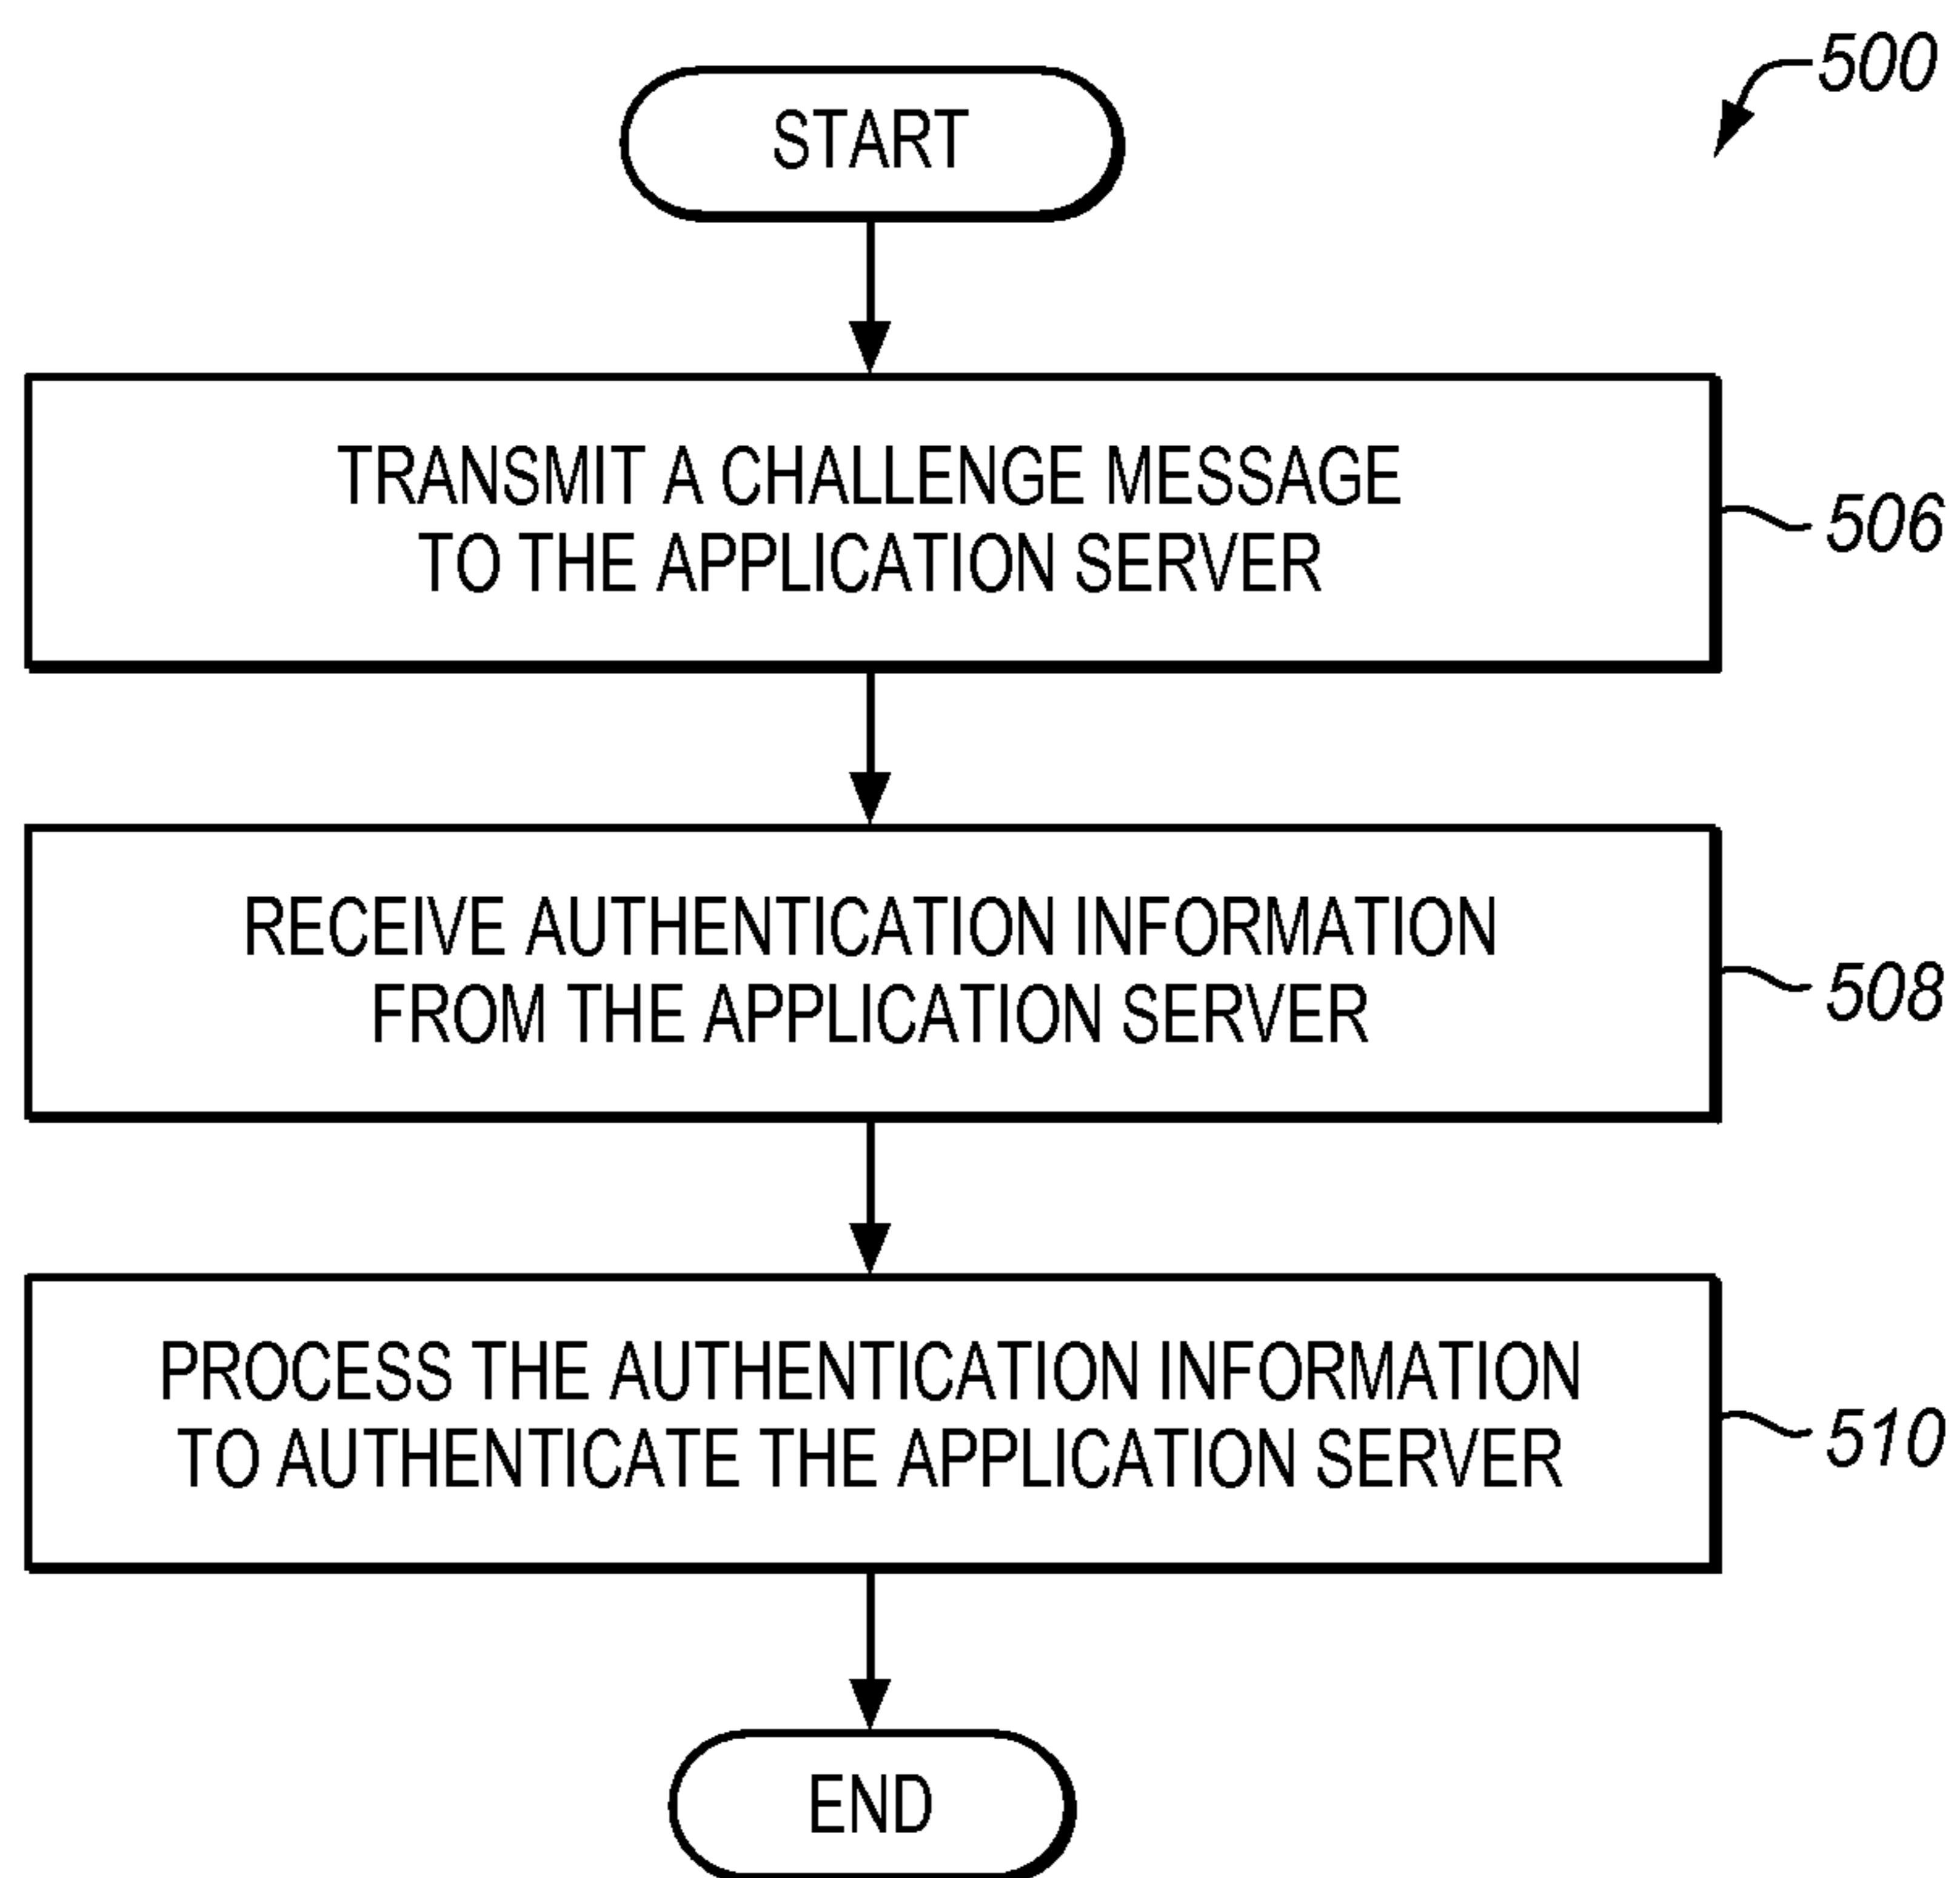 500
START
TRANSMIT A CHALLENGE MESSAGE
TO THE APPLICATION SERVER
506
RECEIVE AUTHENTICATION INFORMATION
FROM THE APPLICATION SERVER
508
PROCESS THE AUTHENTICATION INFORMATION
TO AUTHENTICATE THE APPLICATION SERVER
510
END